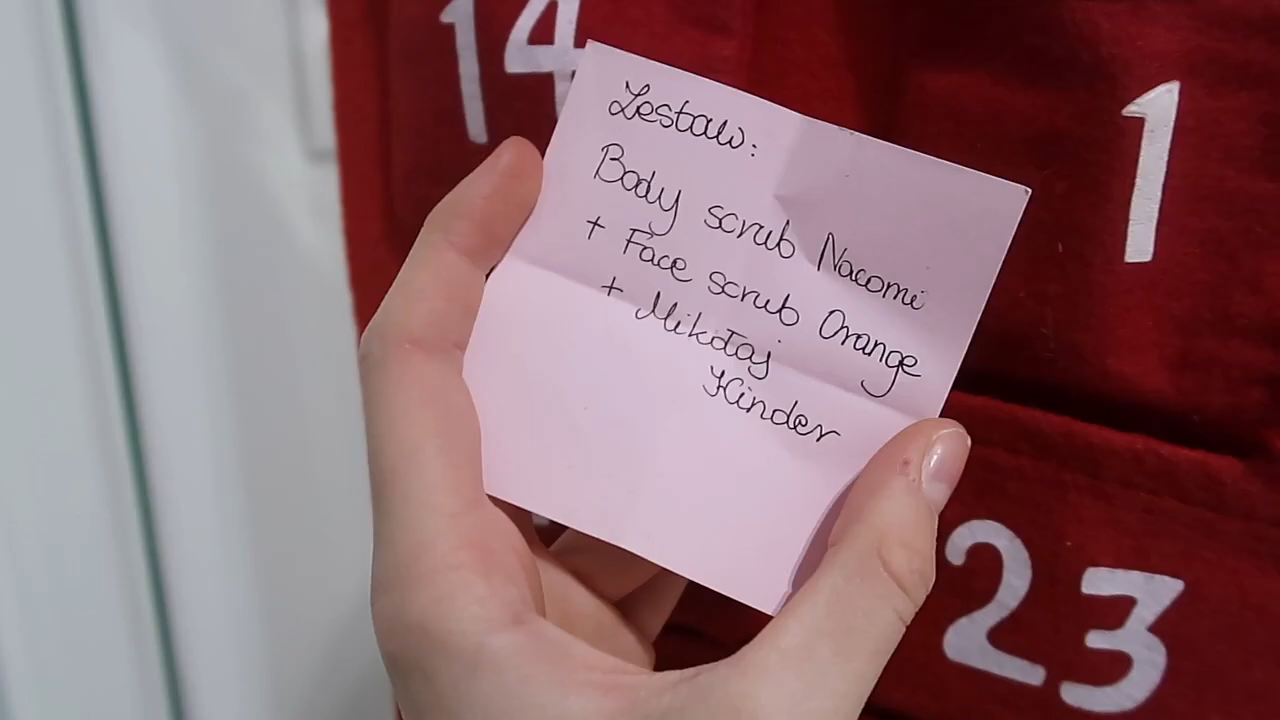 14
1
Zestaw:
Body scrub Nacomi
+ Face scrub Orange
+ Mikołaj
Kinder
23